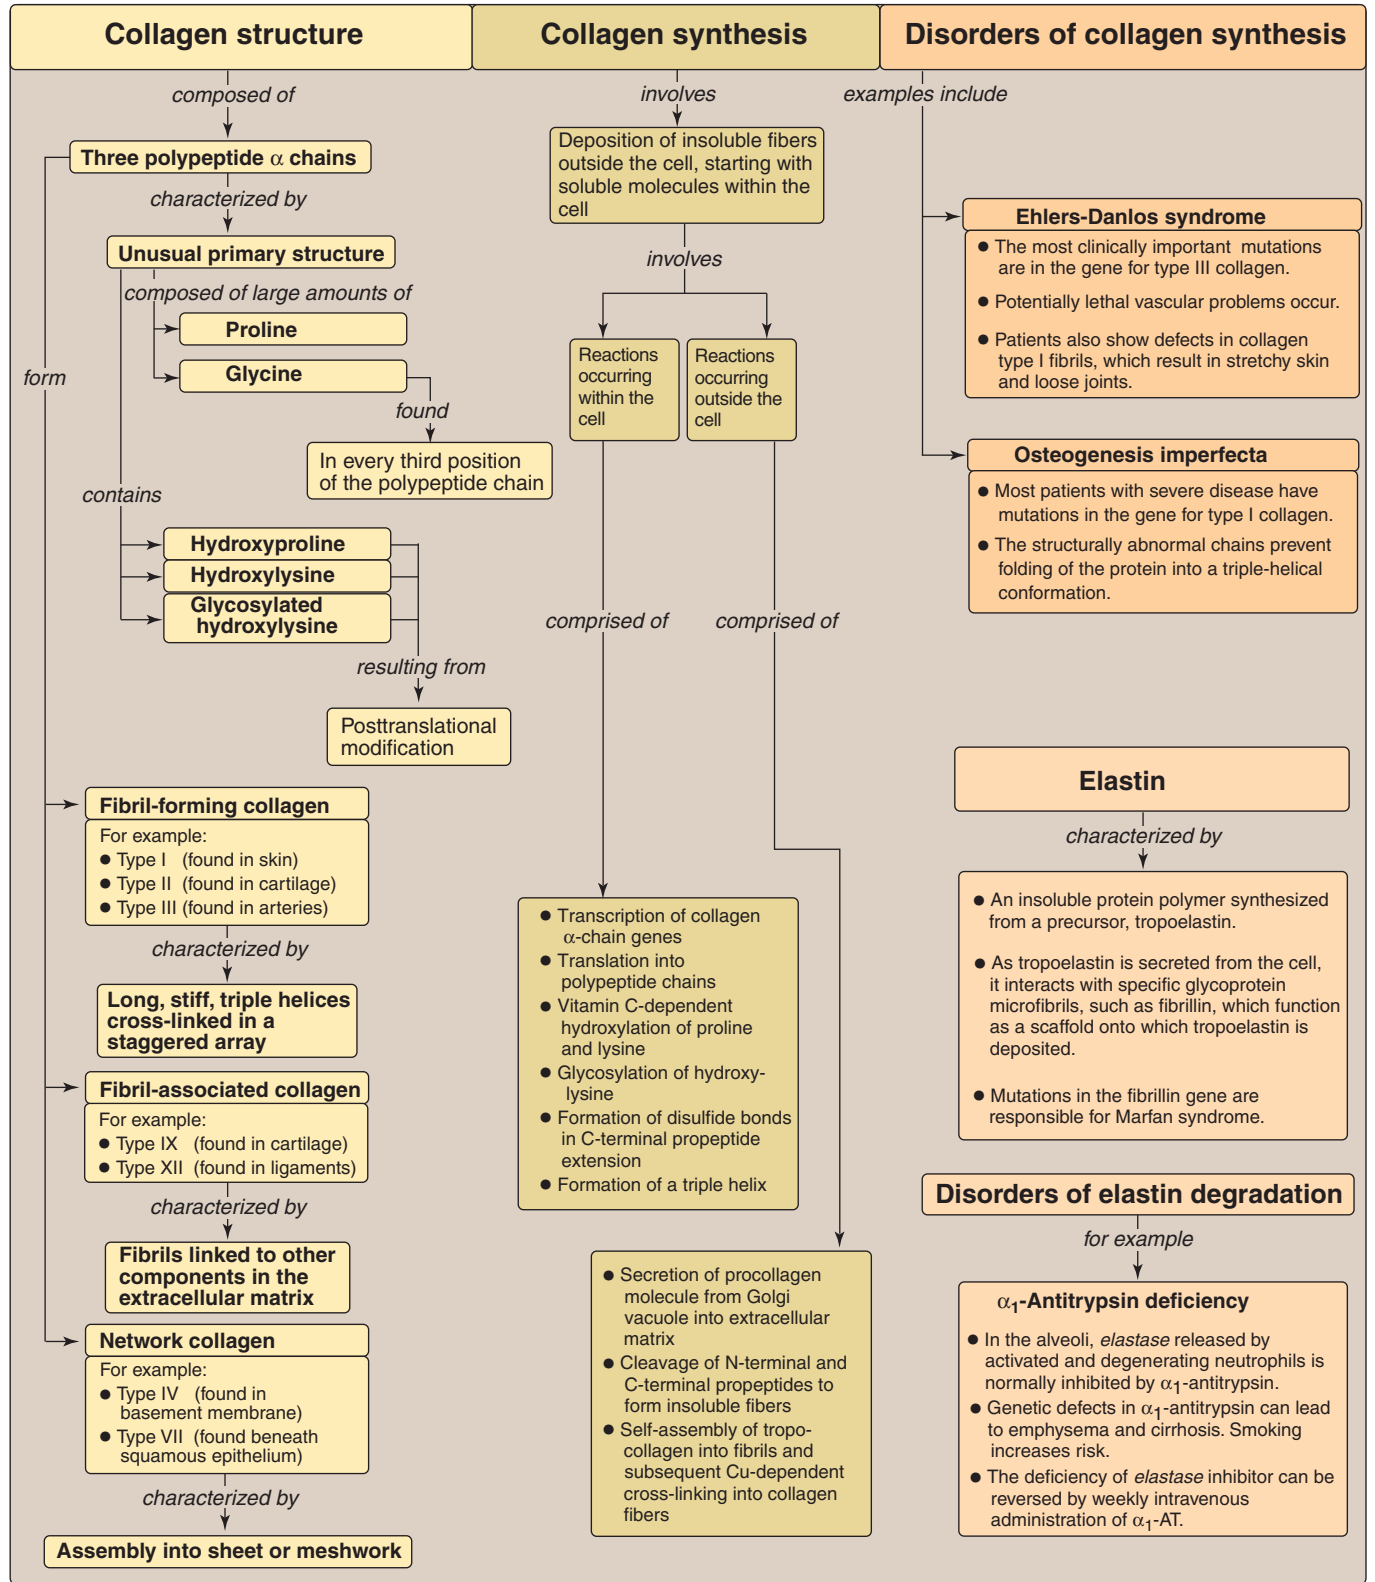 Collagen structure
composed of
Three polypeptide α chains
characterized by
Unusual primary structure
composed of large amounts of
Proline
Glycine
form
found
In every third position
of the polypeptide chain
contains
Hydroxyproline
Hydroxylysine
Glycosylated
hydroxylysine
resulting from
Posttranslational
modification
Fibril-forming collagen
For example:
● Type I (found in skin)
● Type II (found in cartilage)
● Type III (found in arteries)
characterized by
Long, stiff, triple helices
cross-linked in a
staggered array
Fibril-associated collagen
For example:
● Type IX (found in cartilage)
● Type XII (found in ligaments)
characterized by
Fibrils linked to other
components in the
extracellular matrix
Network collagen
For example:
● Type IV (found in
basement membrane)
● Type VII (found beneath
squamous epithelium)
characterized by
Assembly into sheet or meshwork
Collagen synthesis
involves
Deposition of insoluble fibers
outside the cell, starting with
soluble molecules within the
cell
involves
Reactions
occurring
within the
cell
Reactions
occurring
outside the
cell
comprised of
comprised of
● Transcription of collagen
α-chain genes
● Translation into
polypeptide chains
● Vitamin C-dependent
hydroxylation of proline
and lysine
● Glycosylation of hydroxy-
lysine
● Formation of disulfide bonds
in C-terminal propeptide
extension
● Formation of a triple helix
● Secretion of procollagen
molecule from Golgi
vacuole into extracellular
matrix
● Cleavage of N-terminal and
C-terminal propeptides to
form insoluble fibers
● Self-assembly of tropo-
collagen into fibrils and
subsequent Cu-dependent
cross-linking into collagen
fibers
Disorders of collagen synthesis
examples include
Ehlers-Danlos syndrome
● The most clinically important mutations
are in the gene for type III collagen.
● Potentially lethal vascular problems occur.
● Patients also show defects in collagen
type I fibrils, which result in stretchy skin
and loose joints.
Osteogenesis imperfecta
● Most patients with severe disease have
mutations in the gene for type I collagen.
● The structurally abnormal chains prevent
folding of the protein into a triple-helical
conformation.
Elastin
characterized by
● An insoluble protein polymer synthesized
from a precursor, tropoelastin.
● As tropoelastin is secreted from the cell,
it interacts with specific glycoprotein
microfibrils, such as fibrillin, which function
as a scaffold onto which tropoelastin is
deposited.
● Mutations in the fibrillin gene are
responsible for Marfan syndrome.
Disorders of elastin degradation
for example
α1-Antitrypsin deficiency
● In the alveoli, elastase released by
activated and degenerating neutrophils is
normally inhibited by α1-antitrypsin.
● Genetic defects in α1-antitrypsin can lead
to emphysema and cirrhosis. Smoking
increases risk.
● The deficiency of elastase inhibitor can be
reversed by weekly intravenous
administration of α1-AT.